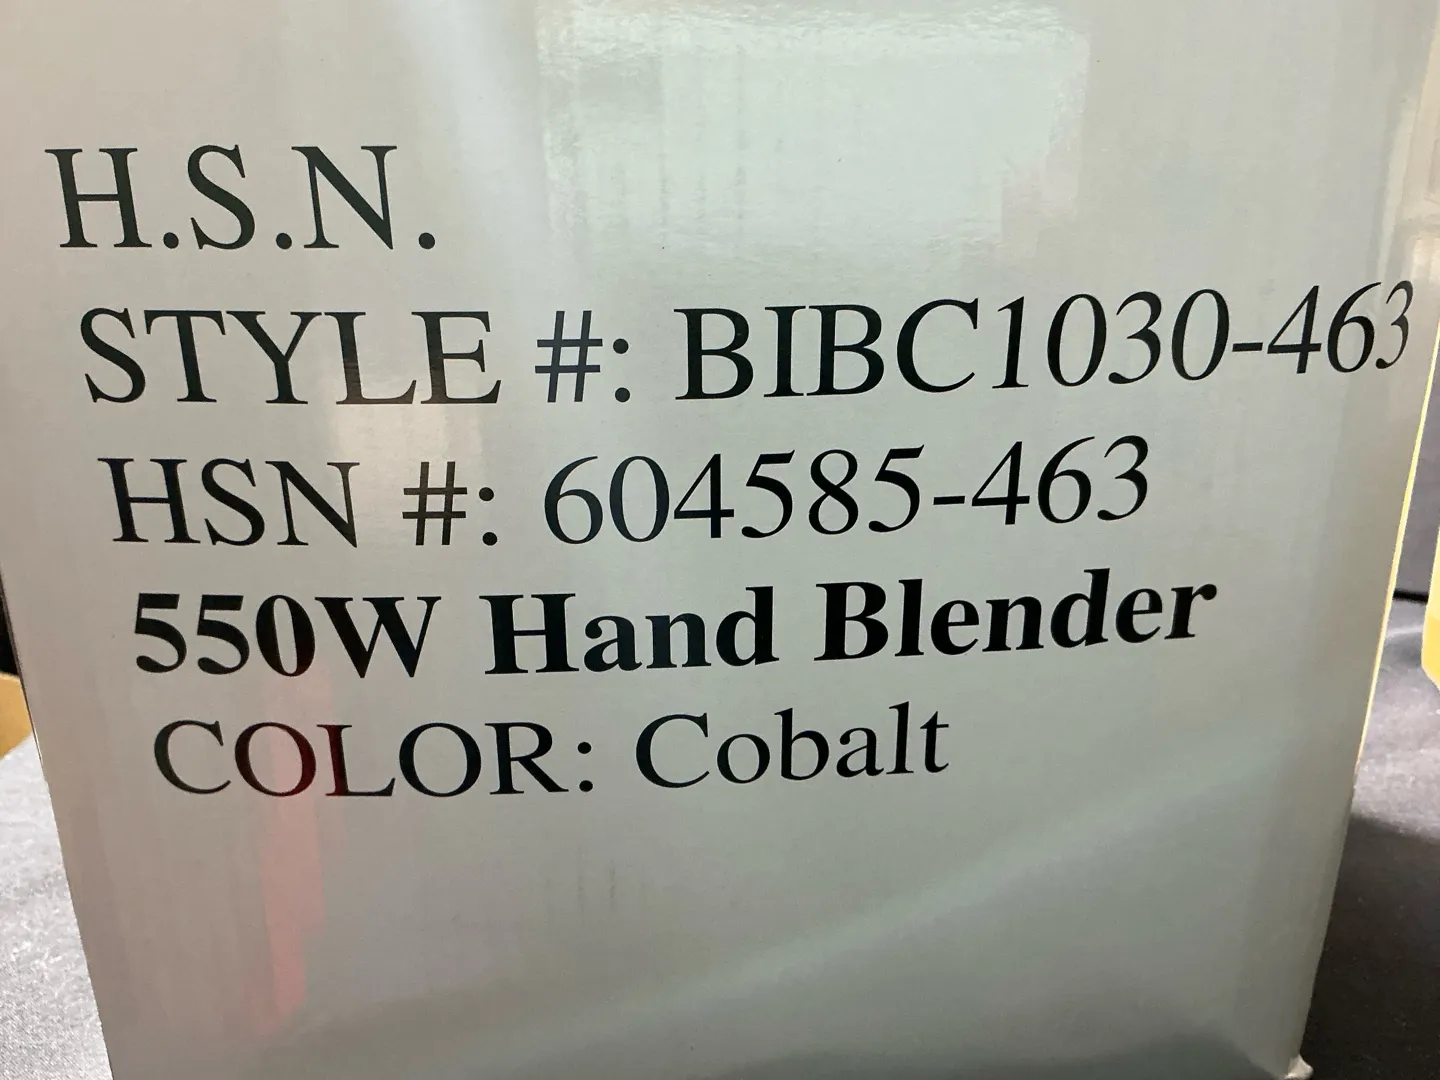 H.S.N.
STYLE #: BIBC1030-463
HSN #: 604585-463
550W Hand Blender
COLOR: Cobalt